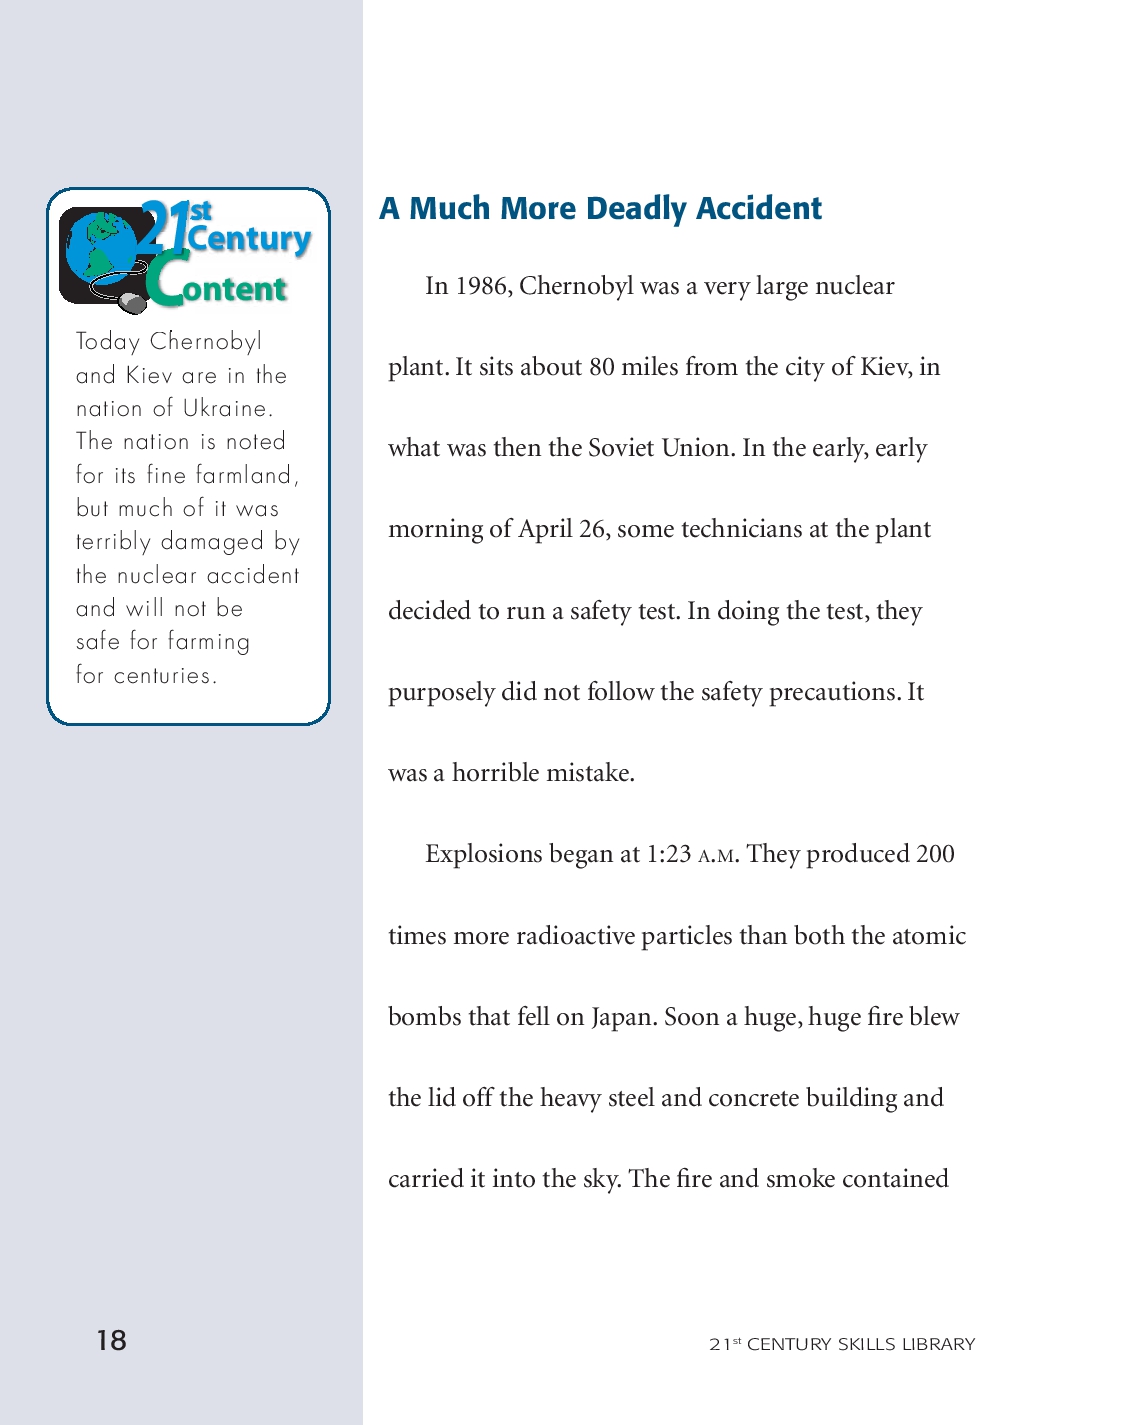 21st
Century
Content
Today Chernobyl
and Kiev are in the
nation of Ukraine.
The nation is noted
for its fine farmland,
but much of it was
terribly damaged by
the nuclear accident
and will not be
safe for farming
for centuries.
A Much More Deadly Accident
In 1986, Chernobyl was a very large nuclear
plant. It sits about 80 miles from the city of Kiev, in
what was then the Soviet Union. In the early, early
morning of April 26, some technicians at the plant
decided to run a safety test. In doing the test, they
purposely did not follow the safety precautions. It
was a horrible mistake.
Explosions began at 1:23 A.M. They produced 200
times more radioactive particles than both the atomic
bombs that fell on Japan. Soon a huge, huge fire blew
the lid off the heavy steel and concrete building and
carried it into the sky. The fire and smoke contained
18
21st CENTURY SKILLS LIBRARY